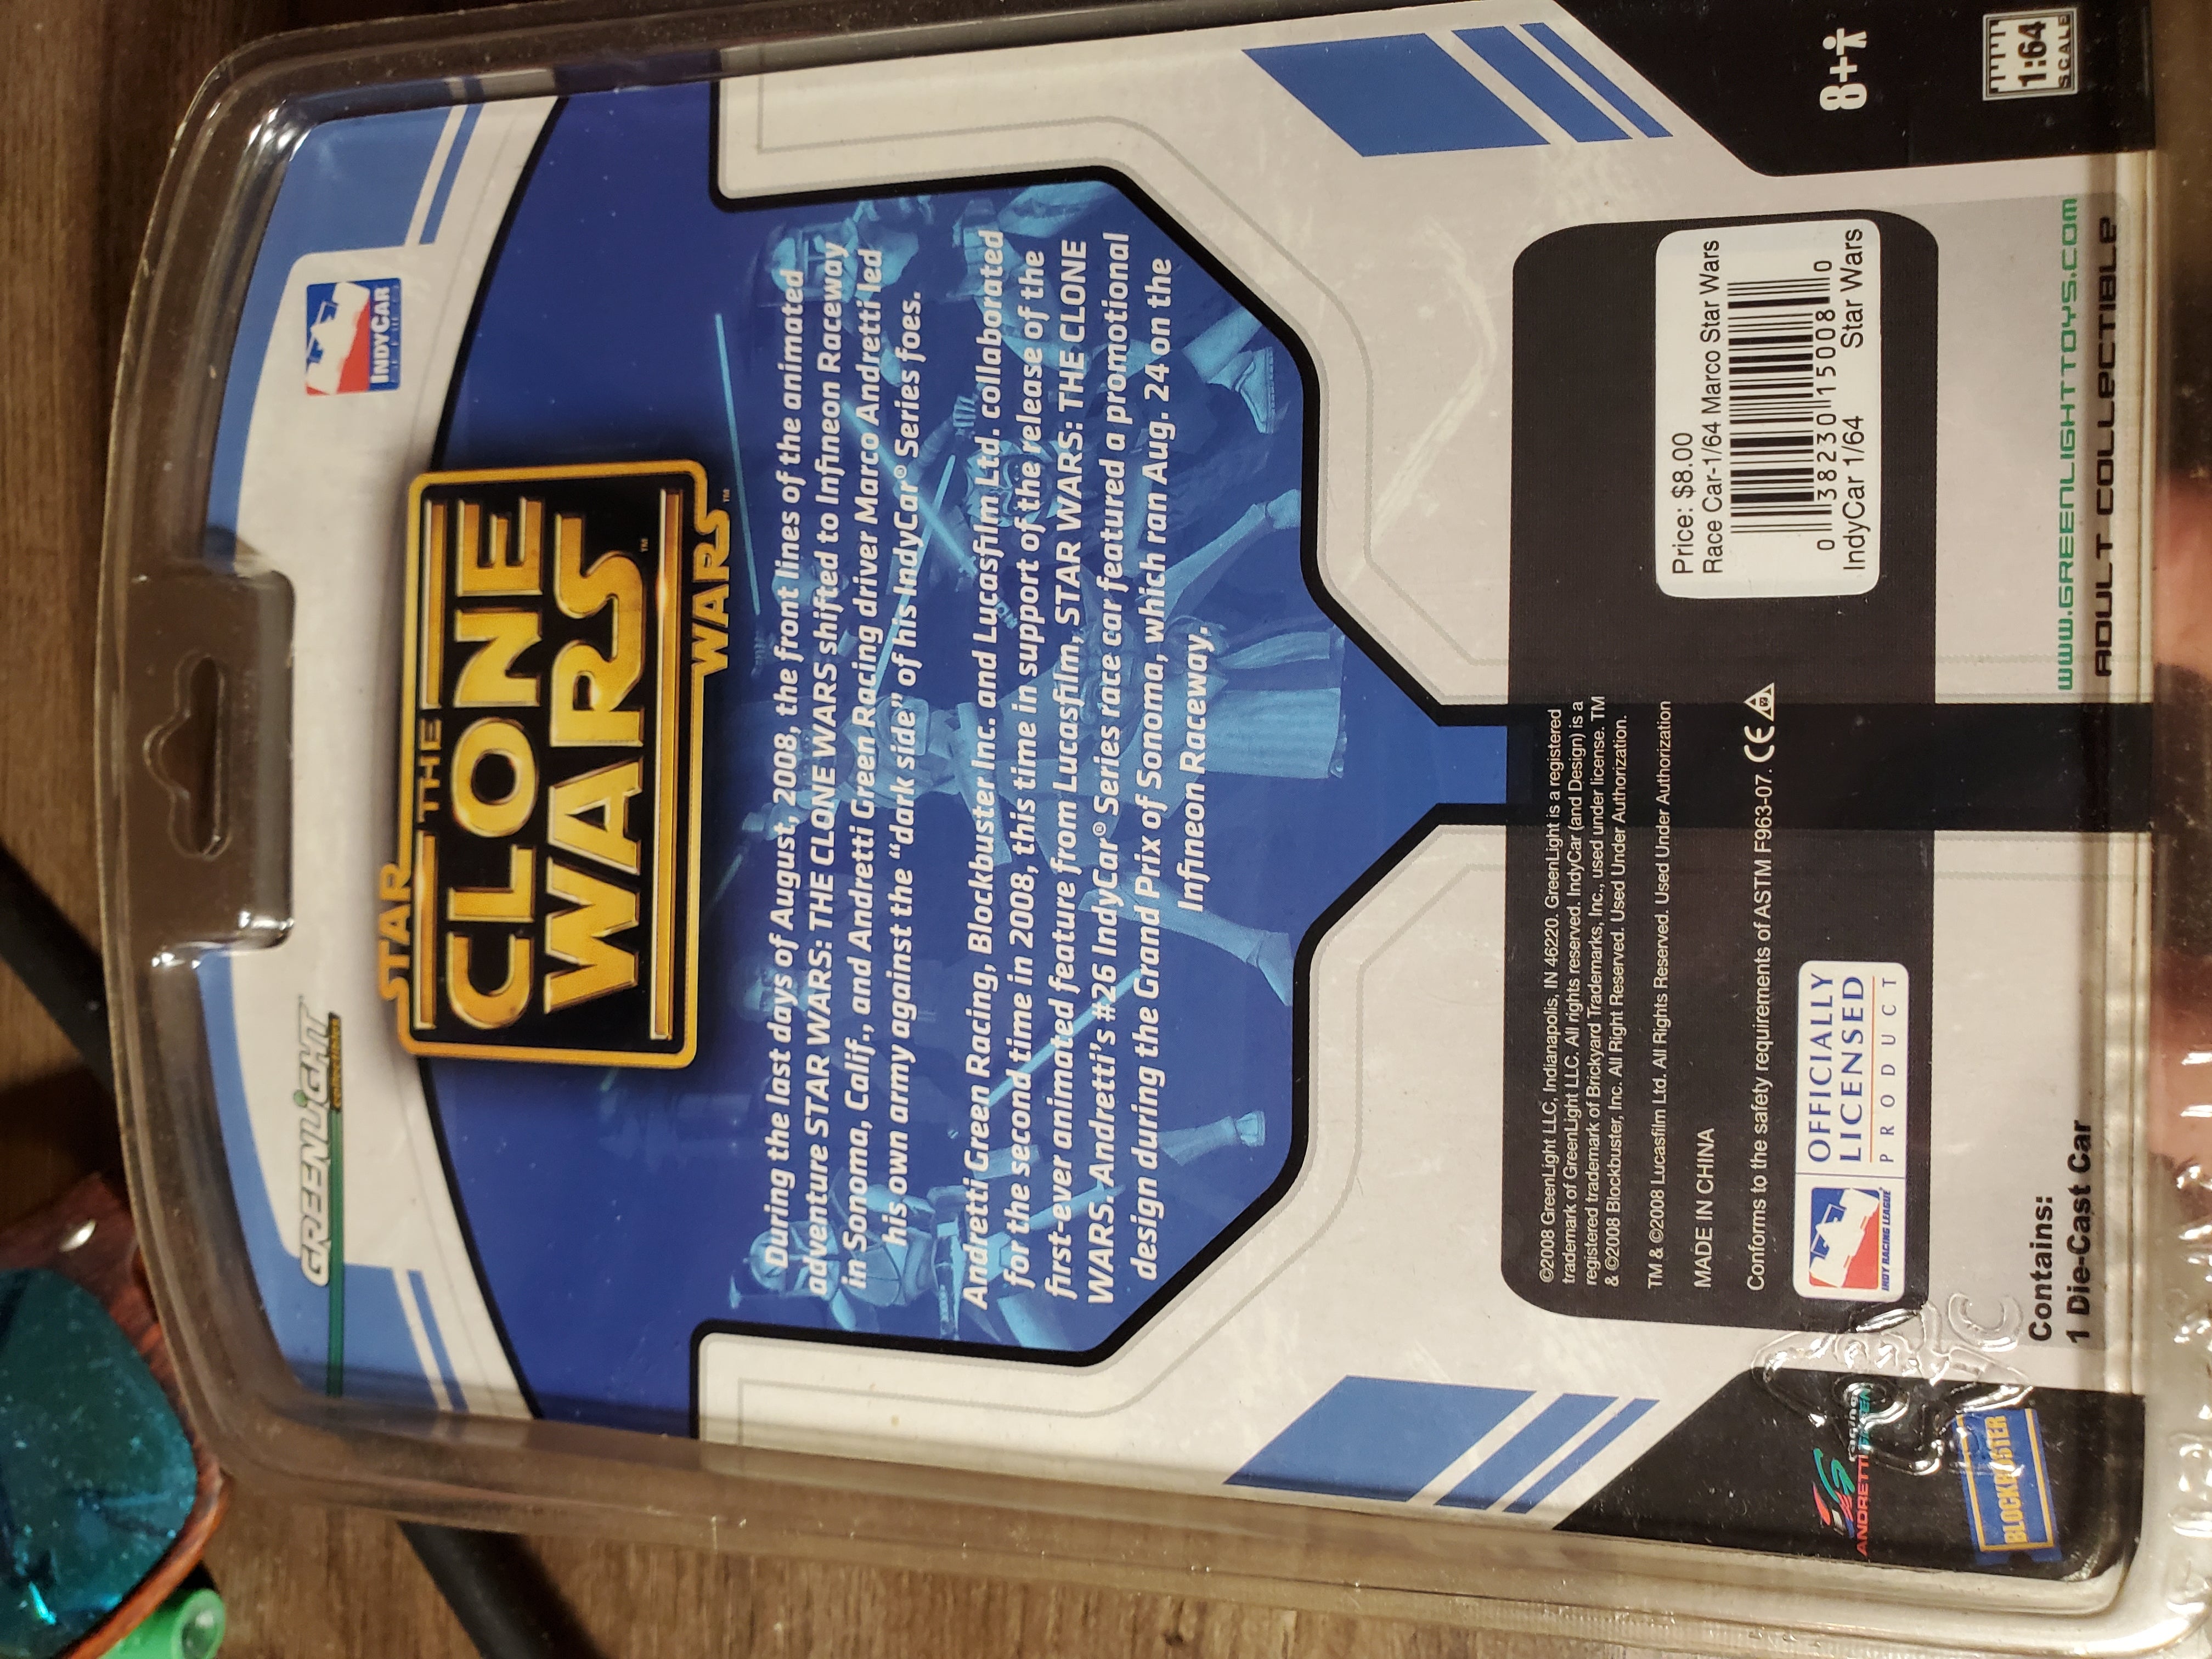 GREENLIGHT
collectibles
INDYCAR
STAR
THE
CLONE
WARS
™
WARS™
During the last days of August, 2008, the front lines of the animated
adventure STAR WARS: THE CLONE WARS shifted to Infineon Raceway
in Sonoma, Calif., and Andretti Green Racing driver Marco Andretti led
his own army against the "dark side" of his IndyCar® Series foes.
Andretti Green Racing, Blockbuster Inc. and Lucasfilm Ltd. collaborated
for the second time in 2008, this time in support of the release of the
first-ever animated feature from Lucasfilm, STAR WARS: THE CLONE
WARS. Andretti's #26 IndyCar® Series race car featured a promotional
design during the Grand Prix of Sonoma, which ran Aug. 24 on the
Infineon Raceway.
©2008 GreenLight LLC, Indianapolis, IN 46220. GreenLight is a registered
trademark of GreenLight LLC. All rights reserved. IndyCar (and Design) is a
registered trademark of Brickyard Trademarks, Inc., used under license. TM
& ©2008 Blockbuster, Inc. All Right Reserved. Used Under Authorization.
TM & ©2008 Lucasfilm Ltd. All Rights Reserved. Used Under Authorization
MADE IN CHINA
Conforms to the safety requirements of ASTM F963-07. CE
INDY RACING LEAGUE
OFFICIALLY
LICENSED
PRODUCT
Price: $8.00
Race Car-1/64 Marco Star Wars
0 38230 15008 0
IndyCar 1/64 Star Wars
ANDRETTI GREEN
BLOCKBUSTER
8+
1:64
SCALE
Contains:
1 Die-Cast Car
WWW.GREENLIGHTTOYS.COM
ADULT COLLECTIBLE